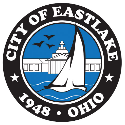 CITY OF EASTLAKE
1948 • OHIO